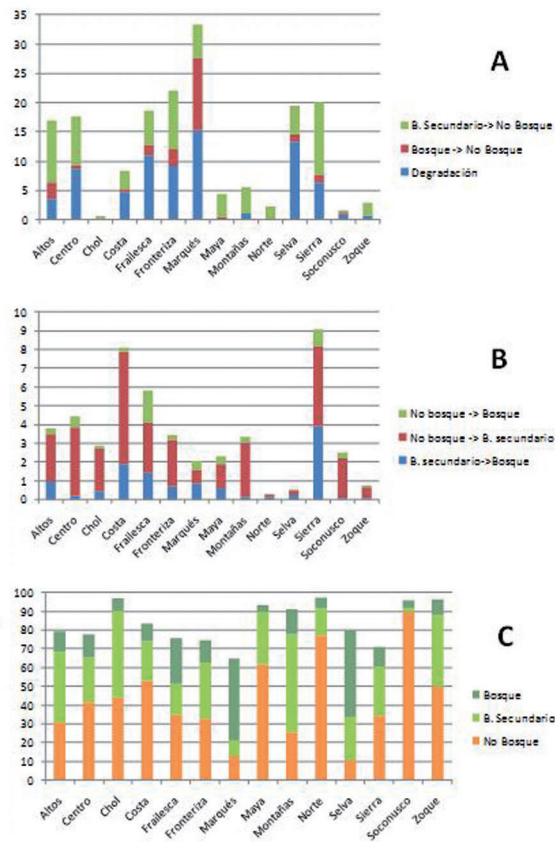 35
30
25
20
15
10
5
0
Altos
Centro
Chol
Costa
Frailesca
Fronteriza
Marqués
Maya
Montañas
Norte
Selva
Sierra
Soconusco
Zoque
A
B. Secundario-> No Bosque
Bosque -> No Bosque
Degradación
10
9
8
7
6
5
4
3
2
1
0
Altos
Centro
Chol
Costa
Frailesca
Fronteriza
Marqués
Maya
Montañas
Norte
Selva
Sierra
Soconusco
Zoque
B
No bosque -> Bosque
No bosque -> B. secundario
B. secundario->Bosque
100
90
80
70
60
50
40
30
20
10
0
Altos
Centro
Chol
Costa
Frailesca
Fronteriza
Marqués
Maya
Montañas
Norte
Selva
Sierra
Soconusco
Zoque
C
Bosque
B. Secundario
No Bosque